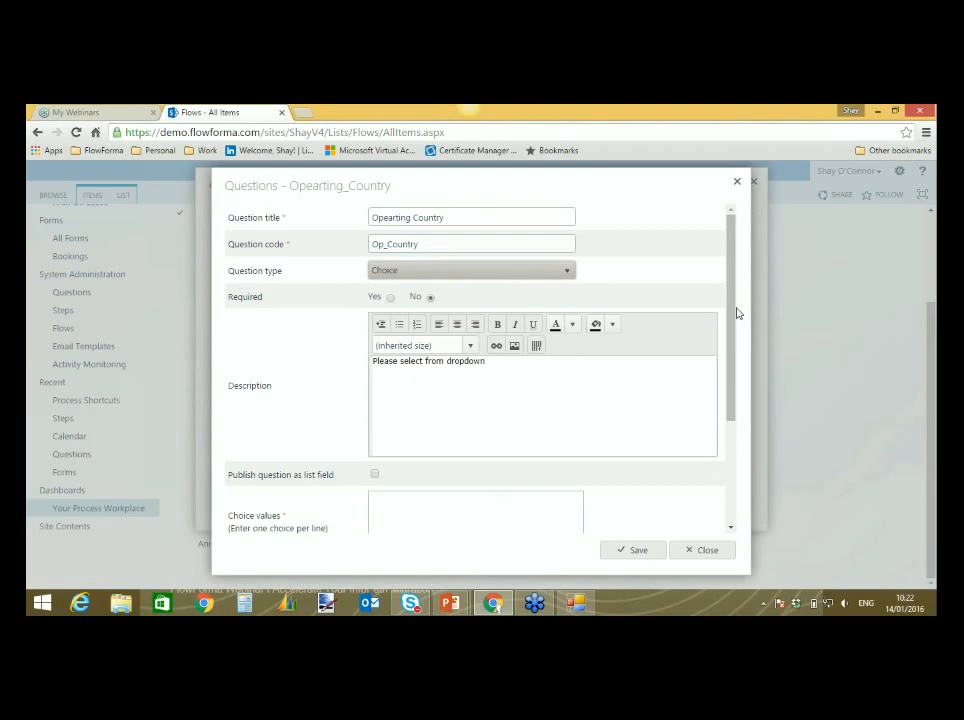 My Webinars
Flows - All Items
Shay
https://demo.flowforma.com/sites/ShayV4/Lists/Flows/AllItems.aspx
Apps FlowForma Personal Work Welcome, Shay! | Li... Microsoft Virtual Ac... Certificate Manager ... Bookmarks Other bookmarks
Shay O'Connor
BROWSE ITEMS LIST
SHARE FOLLOW
Questions - Opearting_Country
Forms
All Forms
Bookings
System Administration
Questions
Steps
Flows
Email Templates
Activity Monitoring
Recent
Process Shortcuts
Steps
Calendar
Questions
Forms
Dashboards
Your Process Workplace
Site Contents
Question title * Opearting Country
Question code * Op_Country
Question type Choice
Required Yes No
B I U A
(inherited size)
Description Please select from dropdown
Publish question as list field
Choice values *
(Enter one choice per line)
Save Close
ENG
10:22
14/01/2016